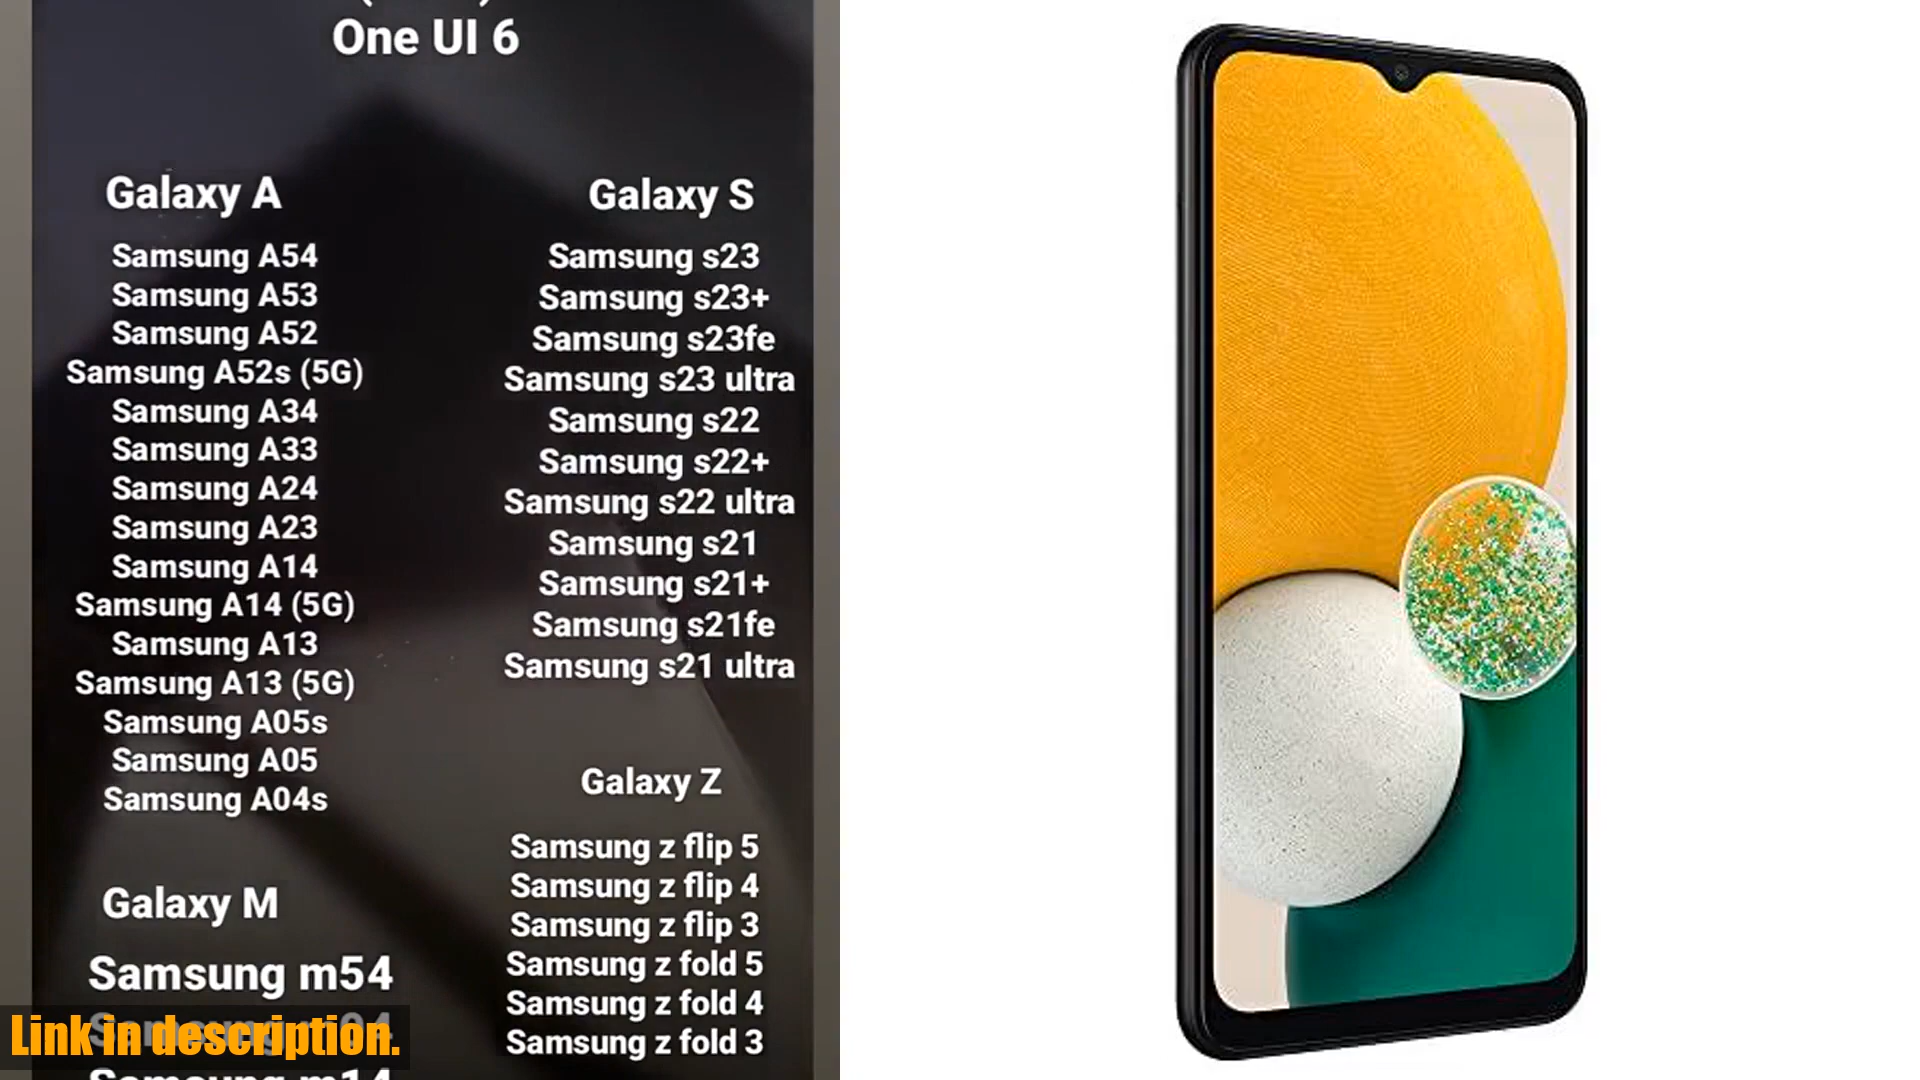 One UI 6
Galaxy A
Samsung A54
Samsung A53
Samsung A52
Samsung A52s (5G)
Samsung A34
Samsung A33
Samsung A24
Samsung A23
Samsung A14
Samsung A14 (5G)
Samsung A13
Samsung A13 (5G)
Samsung A05s
Samsung A05
Samsung A04s
Galaxy M
Samsung m54
Samsung m14
Galaxy S
Samsung s23
Samsung s23+
Samsung s23fe
Samsung s23 ultra
Samsung s22
Samsung s22+
Samsung s22 ultra
Samsung s21
Samsung s21+
Samsung s21fe
Samsung s21 ultra
Galaxy Z
Samsung z flip 5
Samsung z flip 4
Samsung z flip 3
Samsung z fold 5
Samsung z fold 4
Samsung z fold 3
Link in description.